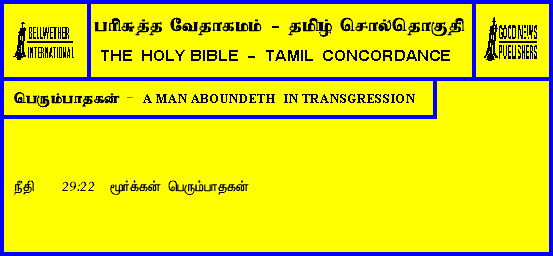 BELLWETHER
INTERNATIONAL
பரிசுத்த வேதாகமம் - தமிழ் சொல்தொகுதி
THE HOLY BIBLE - TAMIL CONCORDANCE
GOOD NEWS
PUBLISHERS
பெரும்பாதகன் - A MAN ABOUNDETH IN TRANSGRESSION
நீதி 29:22 மூர்க்கன் பெரும்பாதகன்